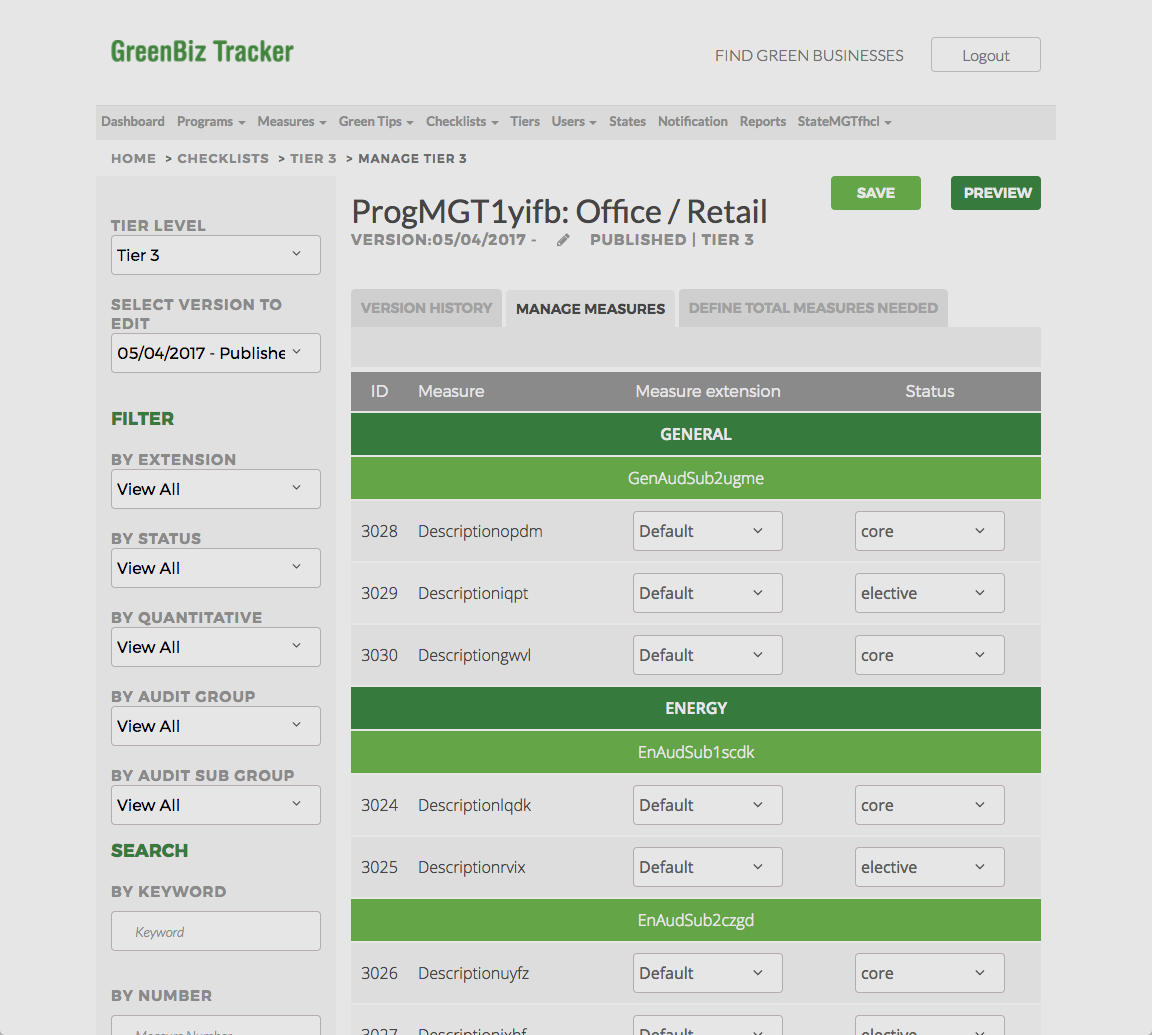 GreenBiz Tracker
FIND GREEN BUSINESSES
Logout
Dashboard Programs Measures Green Tips Checklists Tiers Users States Notification Reports StateMGTfhcl
HOME > CHECKLISTS > TIER 3 > MANAGE TIER 3
TIER LEVEL
Tier 3
SELECT VERSION TO
EDIT
05/04/2017 - Publishe
FILTER
BY EXTENSION
View All
BY STATUS
View All
BY QUANTITATIVE
View All
BY AUDIT GROUP
View All
BY AUDIT SUB GROUP
View All
SEARCH
BY KEYWORD
Keyword
BY NUMBER
Measure Number
SAVE
PREVIEW
ProgMGT1yifb: Office / Retail
VERSION:05/04/2017 - PUBLISHED | TIER 3
VERSION HISTORY
MANAGE MEASURES
DEFINE TOTAL MEASURES NEEDED
ID Measure Measure extension Status
GENERAL
GenAudSub2ugme
3028 Descriptionopdm Default core
3029 Descriptioniqpt Default elective
3030 Descriptiongwvl Default core
ENERGY
EnAudSub1scdk
3024 Descriptionlqdk Default core
3025 Descriptionrvix Default elective
EnAudSub2czgd
3026 Descriptionuyfz Default core
3027 Default elective